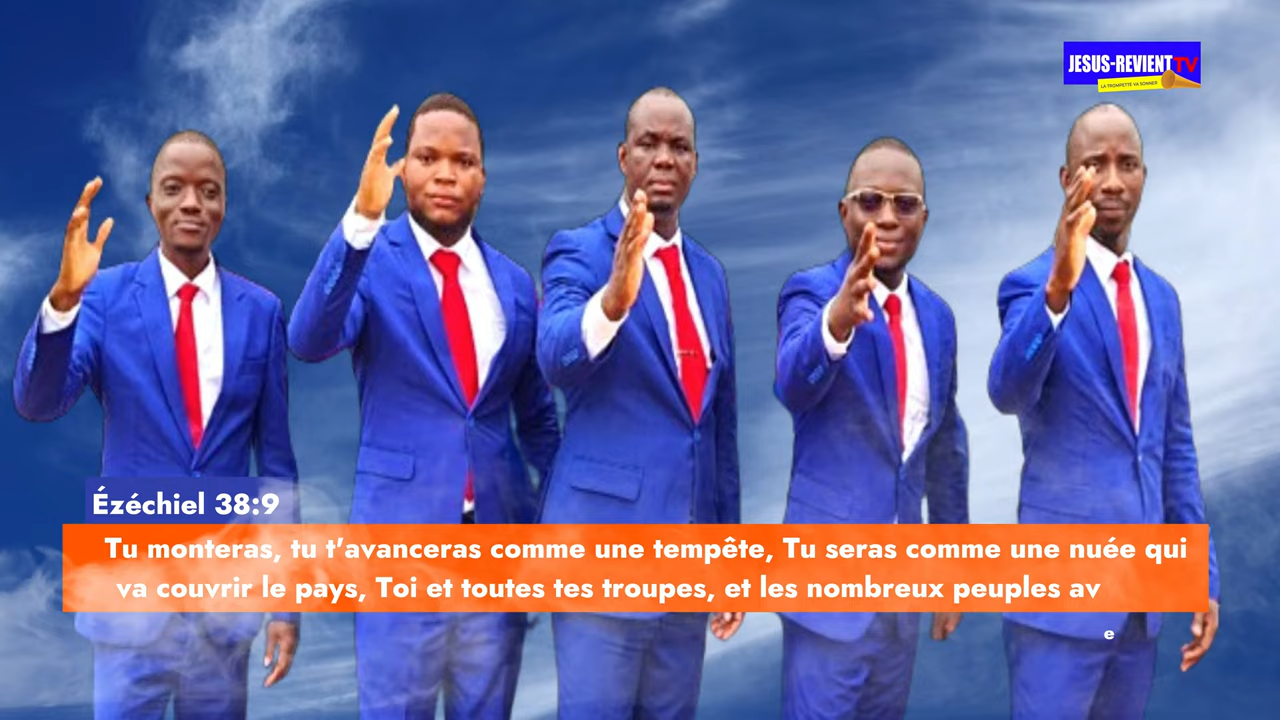 JESUS-REVIENT TV
LA TROMPETTE VA SONNER
Ézéchiel 38:9
Tu monteras, tu t'avanceras comme une tempête, Tu seras comme une nuée qui
va couvrir le pays, Toi et toutes tes troupes, et les nombreux peuples av
e